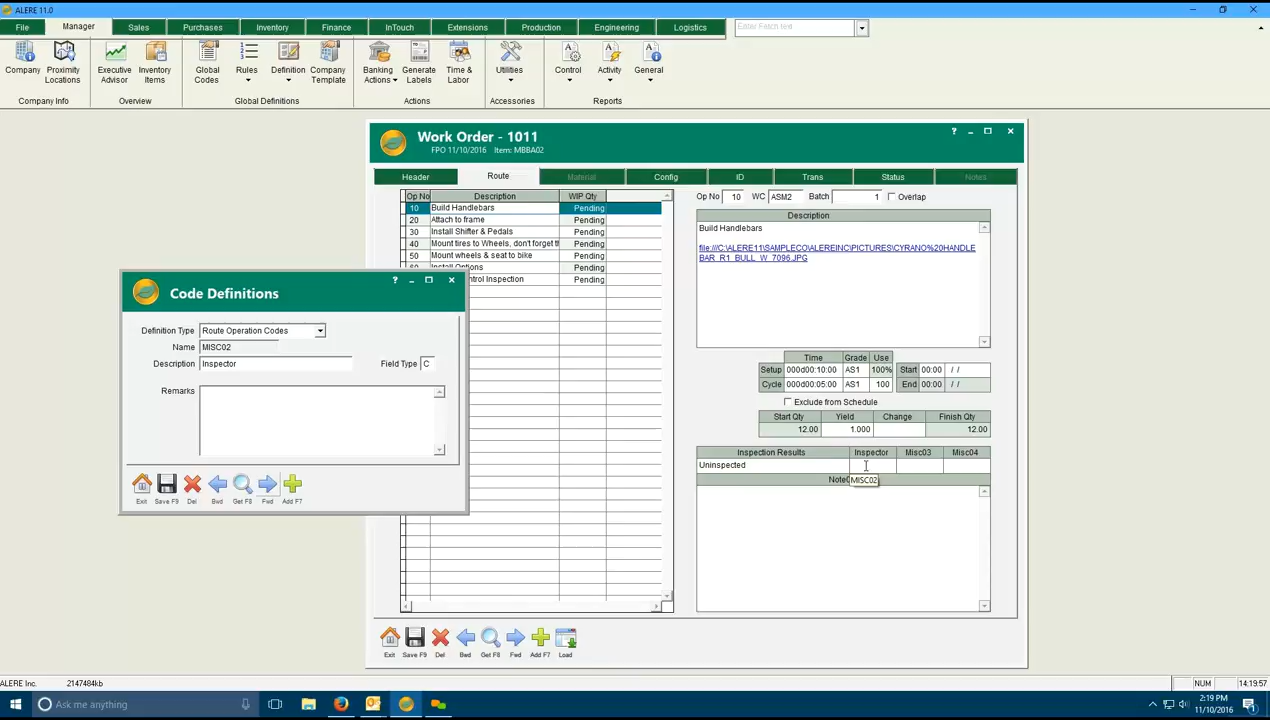 ALERE 11.0
File Manager Sales Purchases Inventory Finance InTouch Extensions Production Engineering Logistics Enter Fetch text
Company Proximity Locations Executive Advisor Inventory Items Global Codes Rules Definition Company Template Banking Actions Generate Labels Time & Labor Utilities Control Activity General
Company Info Overview Global Definitions Actions Accessories Reports
Work Order - 1011
FPO 11/10/2016 Item: MBBA02
Header Route Material Config ID Trans Status Notes
Op No Description WIP Qty
10 Build Handlebars Pending
20 Attach to frame Pending
30 Install Shifter & Pedals Pending
40 Mount tires to Wheels, don't forget th Pending
50 Mount wheels & seat to bike Pending
60 Install Options Pending
ntrol Inspection Pending
Op No 10 WC ASM2 Batch 1 Overlap
Description
Build Handlebars
file:///C:\ALERE11\SAMPLECO\ALEREINC\PICTURES\CYRANO%20HANDLE
BAR_R1_BULL_W_7096.JPG
Time Grade Use
Setup 000d00:10:00 AS1 100% Start 00:00 / /
Cycle 000d00:05:00 AS1 100 End 00:00 / /
Exclude from Schedule
Start Qty Yield Change Finish Qty
12.00 1.000 12.00
Inspection Results Inspector Misc03 Misc04
Uninspected
Note
MISC02
Exit Save F9 Del Bwd Get F8 Fwd Add F7 Load
Code Definitions
Definition Type Route Operation Codes
Name MISC02
Description Inspector Field Type C
Remarks
Exit Save F9 Del Bwd Get F8 Fwd Add F7
ALERE Inc. 2147484kb NUM 14:19:57
Ask me anything
2:19 PM
11/10/2016